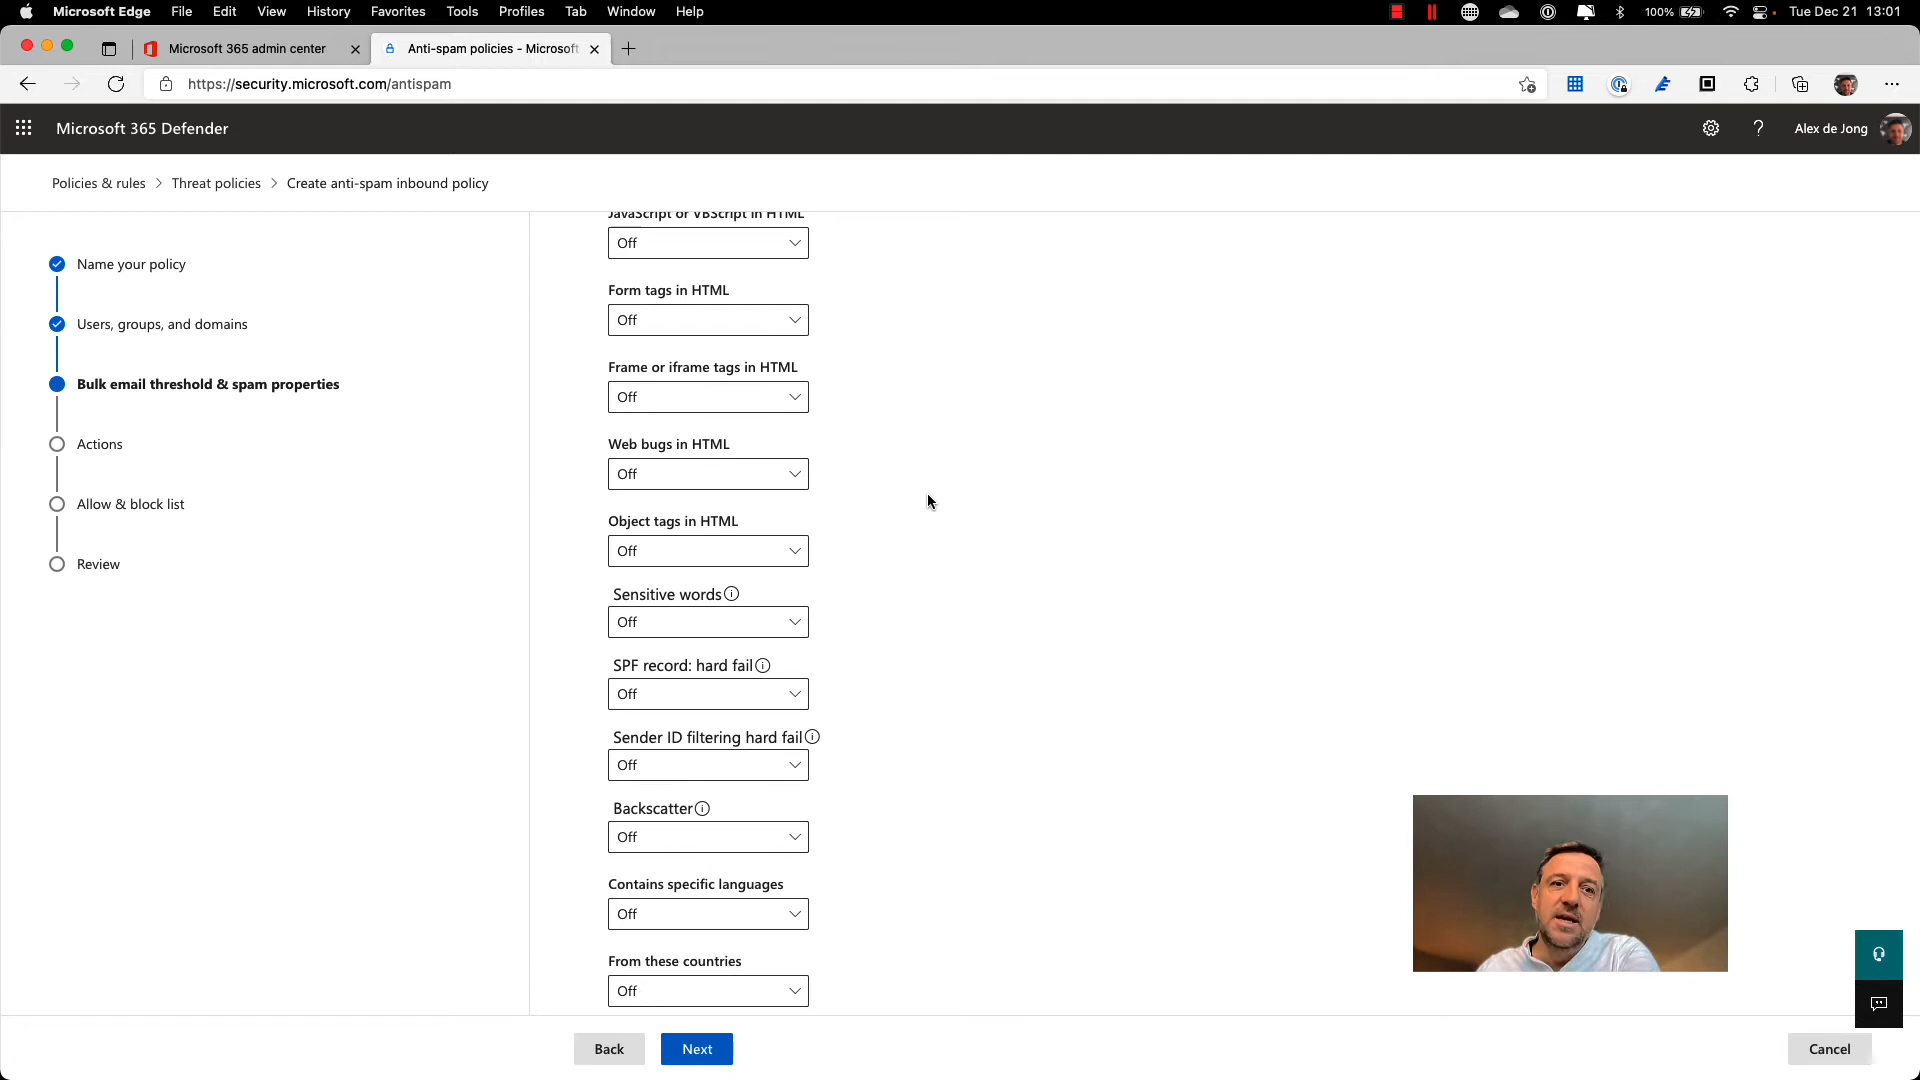 Microsoft Edge File Edit View History Favorites Tools Profiles Tab Window Help 100% Tue Dec 21 13:01
Microsoft 365 admin center Anti-spam policies - Microsoft
https://security.microsoft.com/antispam
Microsoft 365 Defender Alex de Jong
Policies & rules > Threat policies > Create anti-spam inbound policy
Name your policy
Users, groups, and domains
Bulk email threshold & spam properties
Actions
Allow & block list
Review
JavaScript or VBScript in HTML
Off
Form tags in HTML
Off
Frame or iframe tags in HTML
Off
Web bugs in HTML
Off
Object tags in HTML
Off
Sensitive words
Off
SPF record: hard fail
Off
Sender ID filtering hard fail
Off
Backscatter
Off
Contains specific languages
Off
From these countries
Off
Back Next Cancel